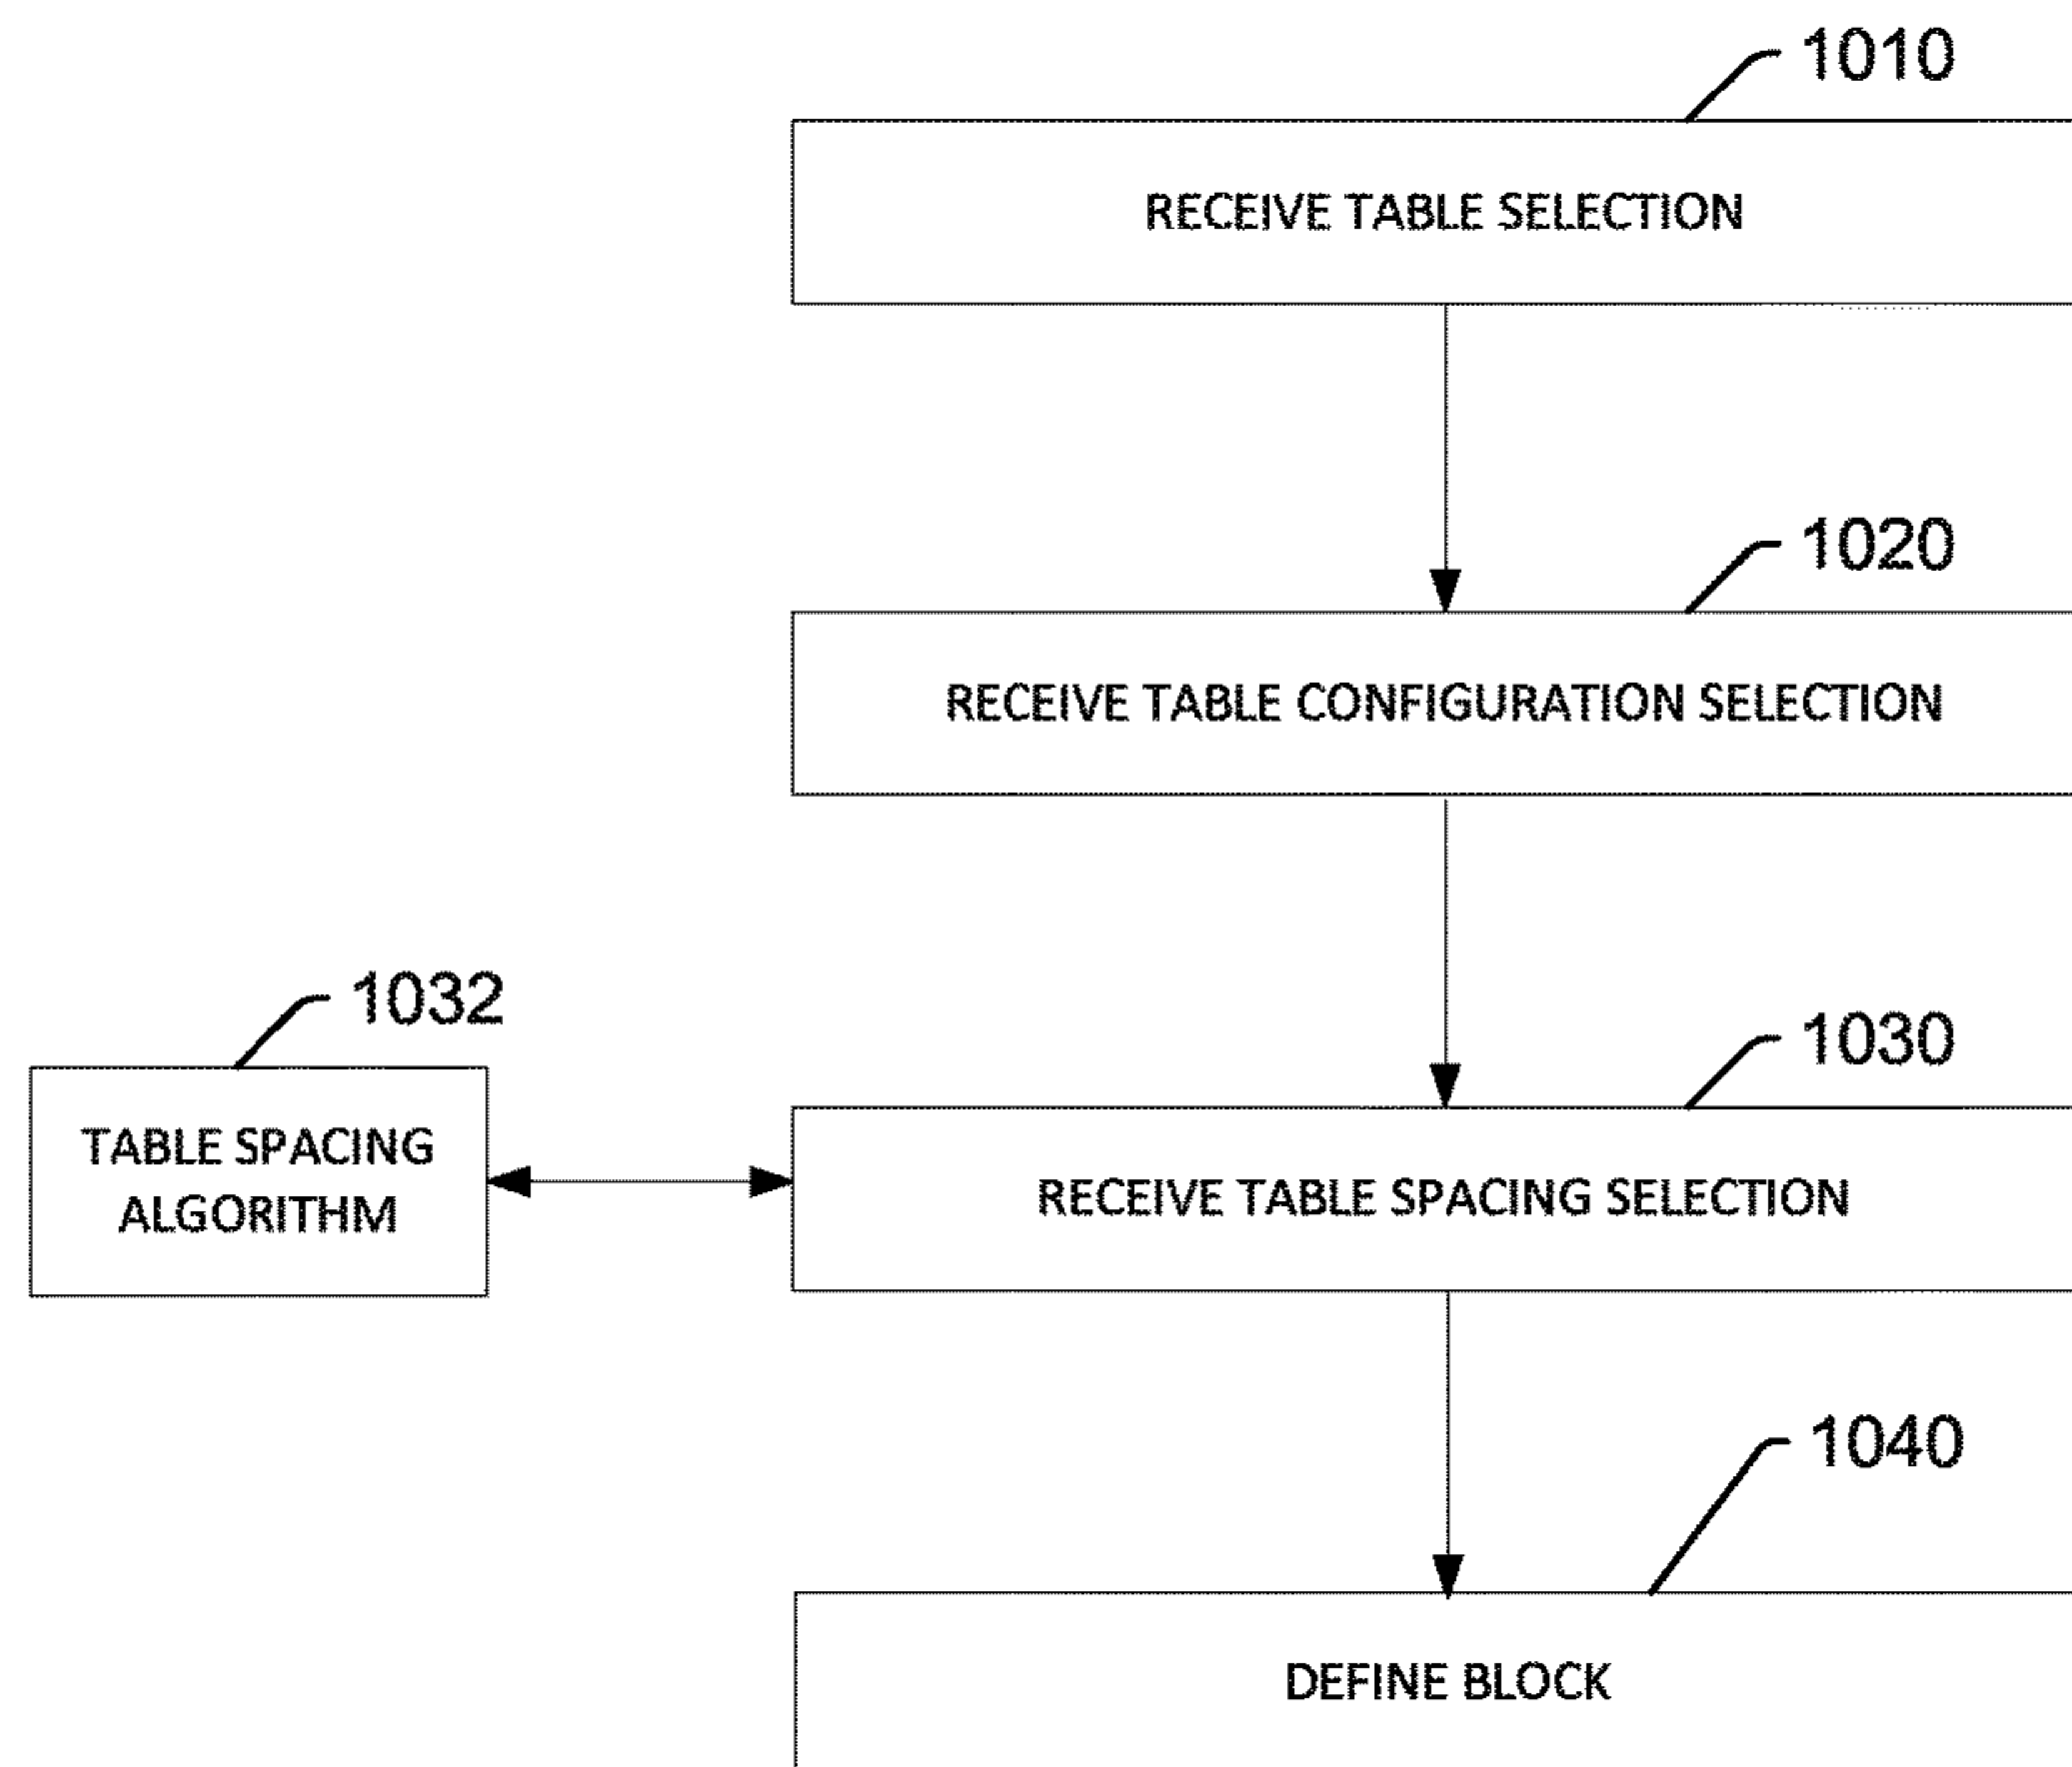 1010
RECEIVE TABLE SELECTION
1020
RECEIVE TABLE CONFIGURATION SELECTION
1032
TABLE SPACING
ALGORITHM
1030
RECEIVE TABLE SPACING SELECTION
1040
DEFINE BLOCK